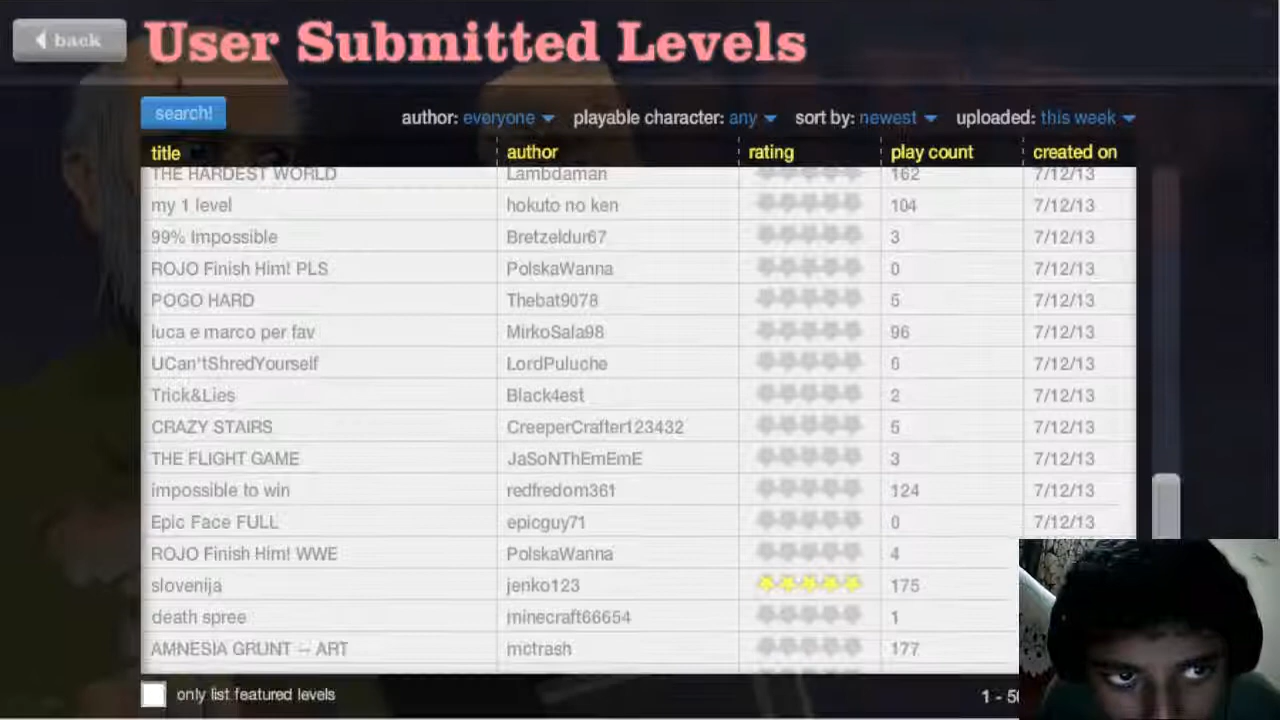 back
User Submitted Levels
search!
author: everyone playable character: any sort by: newest uploaded: this week
title author rating play count created on
THE HARDEST WORLD Lambdaman 162 7/12/13
my 1 level hokuto no ken 104 7/12/13
99% Impossible Bretzeldur67 3 7/12/13
ROJO Finish Him! PLS PolskaWanna 0 7/12/13
POGO HARD Thebat9078 5 7/12/13
luca e marco per fav MirkoSala98 96 7/12/13
UCan'tShredYourself LordPuluche 6 7/12/13
Trick&Lies Black4est 2 7/12/13
CRAZY STAIRS CreeperCrafter123432 5 7/12/13
THE FLIGHT GAME JaSoNThEmEmE 3 7/12/13
impossible to win redfredom361 124 7/12/13
Epic Face FULL epicguy71 0 7/12/13
ROJO Finish Him! WWE PolskaWanna 4
slovenija jenko123 175
death spree minecraft66654 1
AMNESIA GRUNT -- ART mctrash 177
only list featured levels 1 - 50